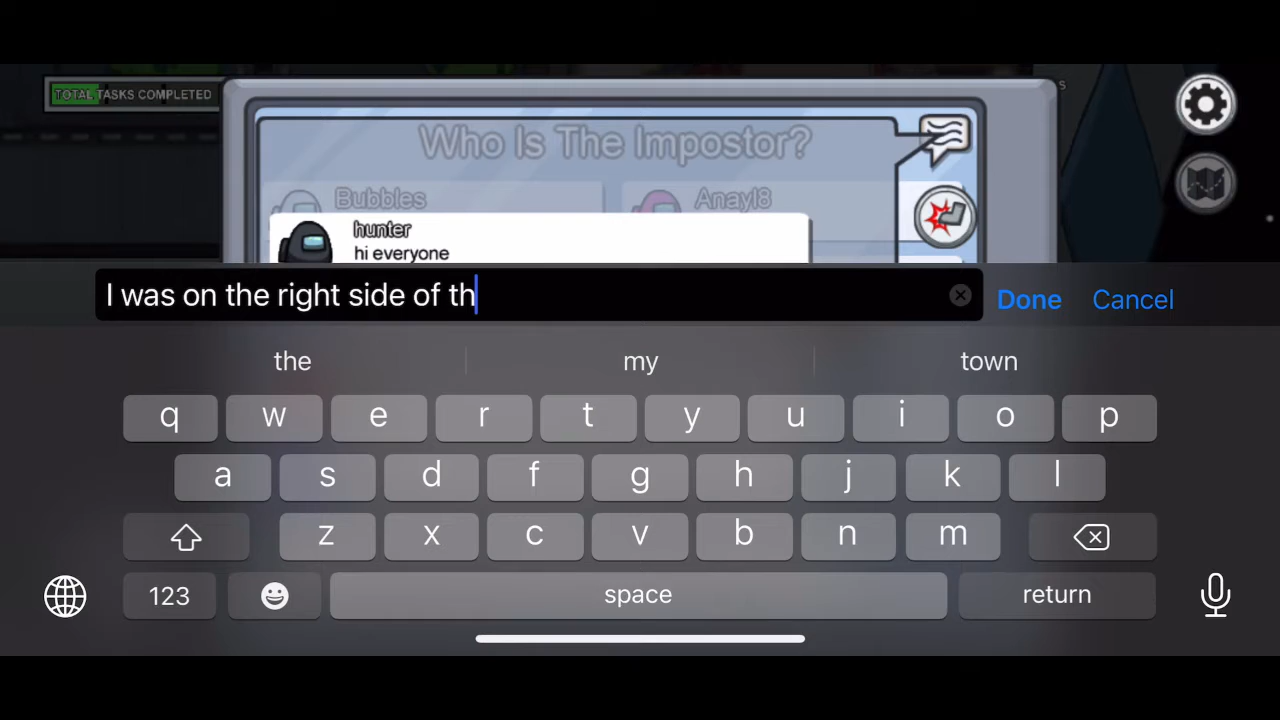 TOTAL TASKS COMPLETED
s
Who Is The Impostor?
Bubbles
Anayl8
hunter
hi everyone
I was on the right side of th
Done
Cancel
the
my
town
q w e r t y u i o p
a s d f g h j k l
z x c v b n m
123
space
return